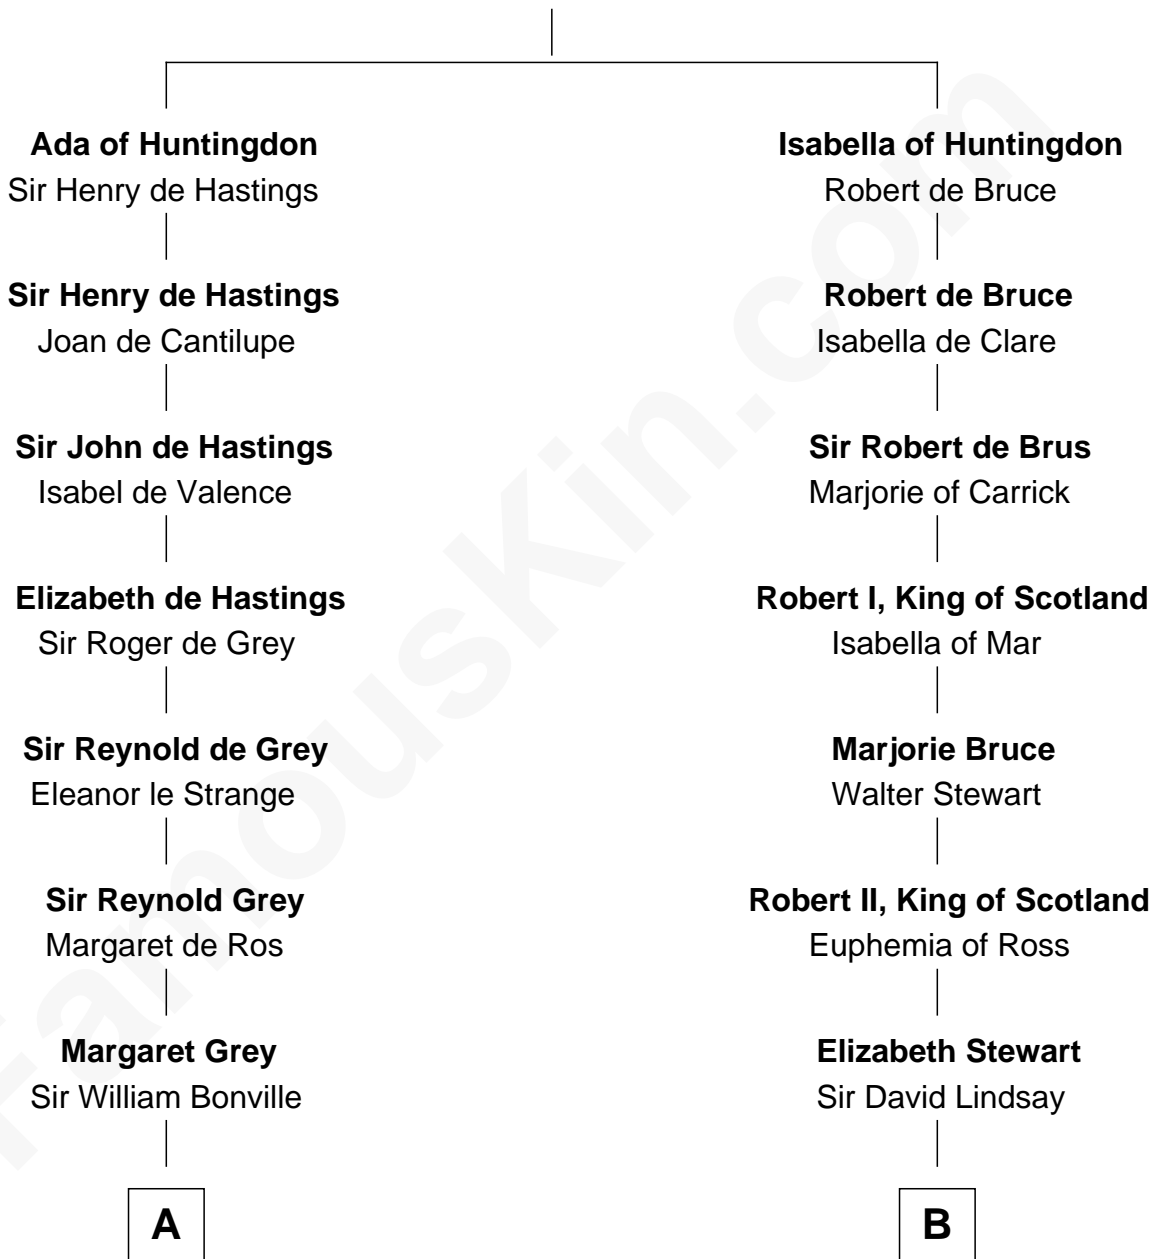 Ada of Huntingdon
Sir Henry de Hastings
Sir Henry de Hastings
Joan de Cantilupe
Sir John de Hastings
Isabel de Valence
Elizabeth de Hastings
Sir Roger de Grey
Sir Reynold de Grey
Eleanor le Strange
Sir Reynold Grey
Margaret de Ros
Margaret Grey
Sir William Bonville
A
Isabella of Huntingdon
Robert de Bruce
Robert de Bruce
Isabella de Clare
Sir Robert de Brus
Marjorie of Carrick
Robert I, King of Scotland
Isabella of Mar
Marjorie Bruce
Walter Stewart
Robert II, King of Scotland
Euphemia of Ross
Elizabeth Stewart
Sir David Lindsay
B
FamousKin.com